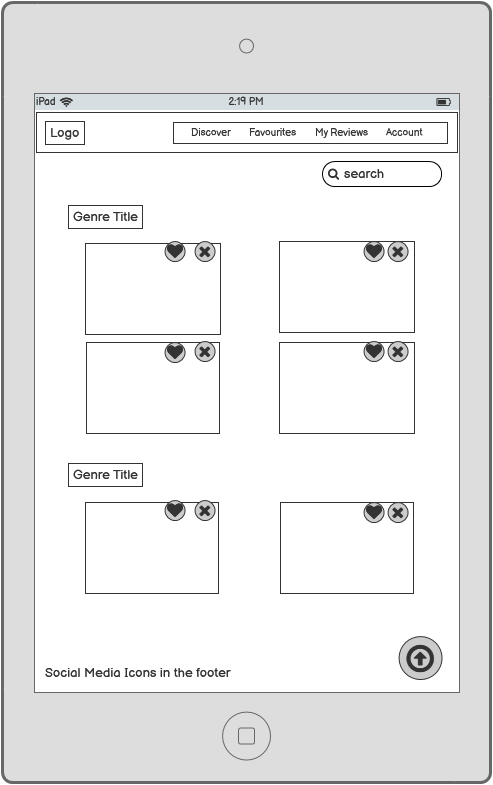 iPad 2:19 PM
Logo Discover Favourites My Reviews Account
search
Genre Title
Genre Title
Social Media Icons in the footer